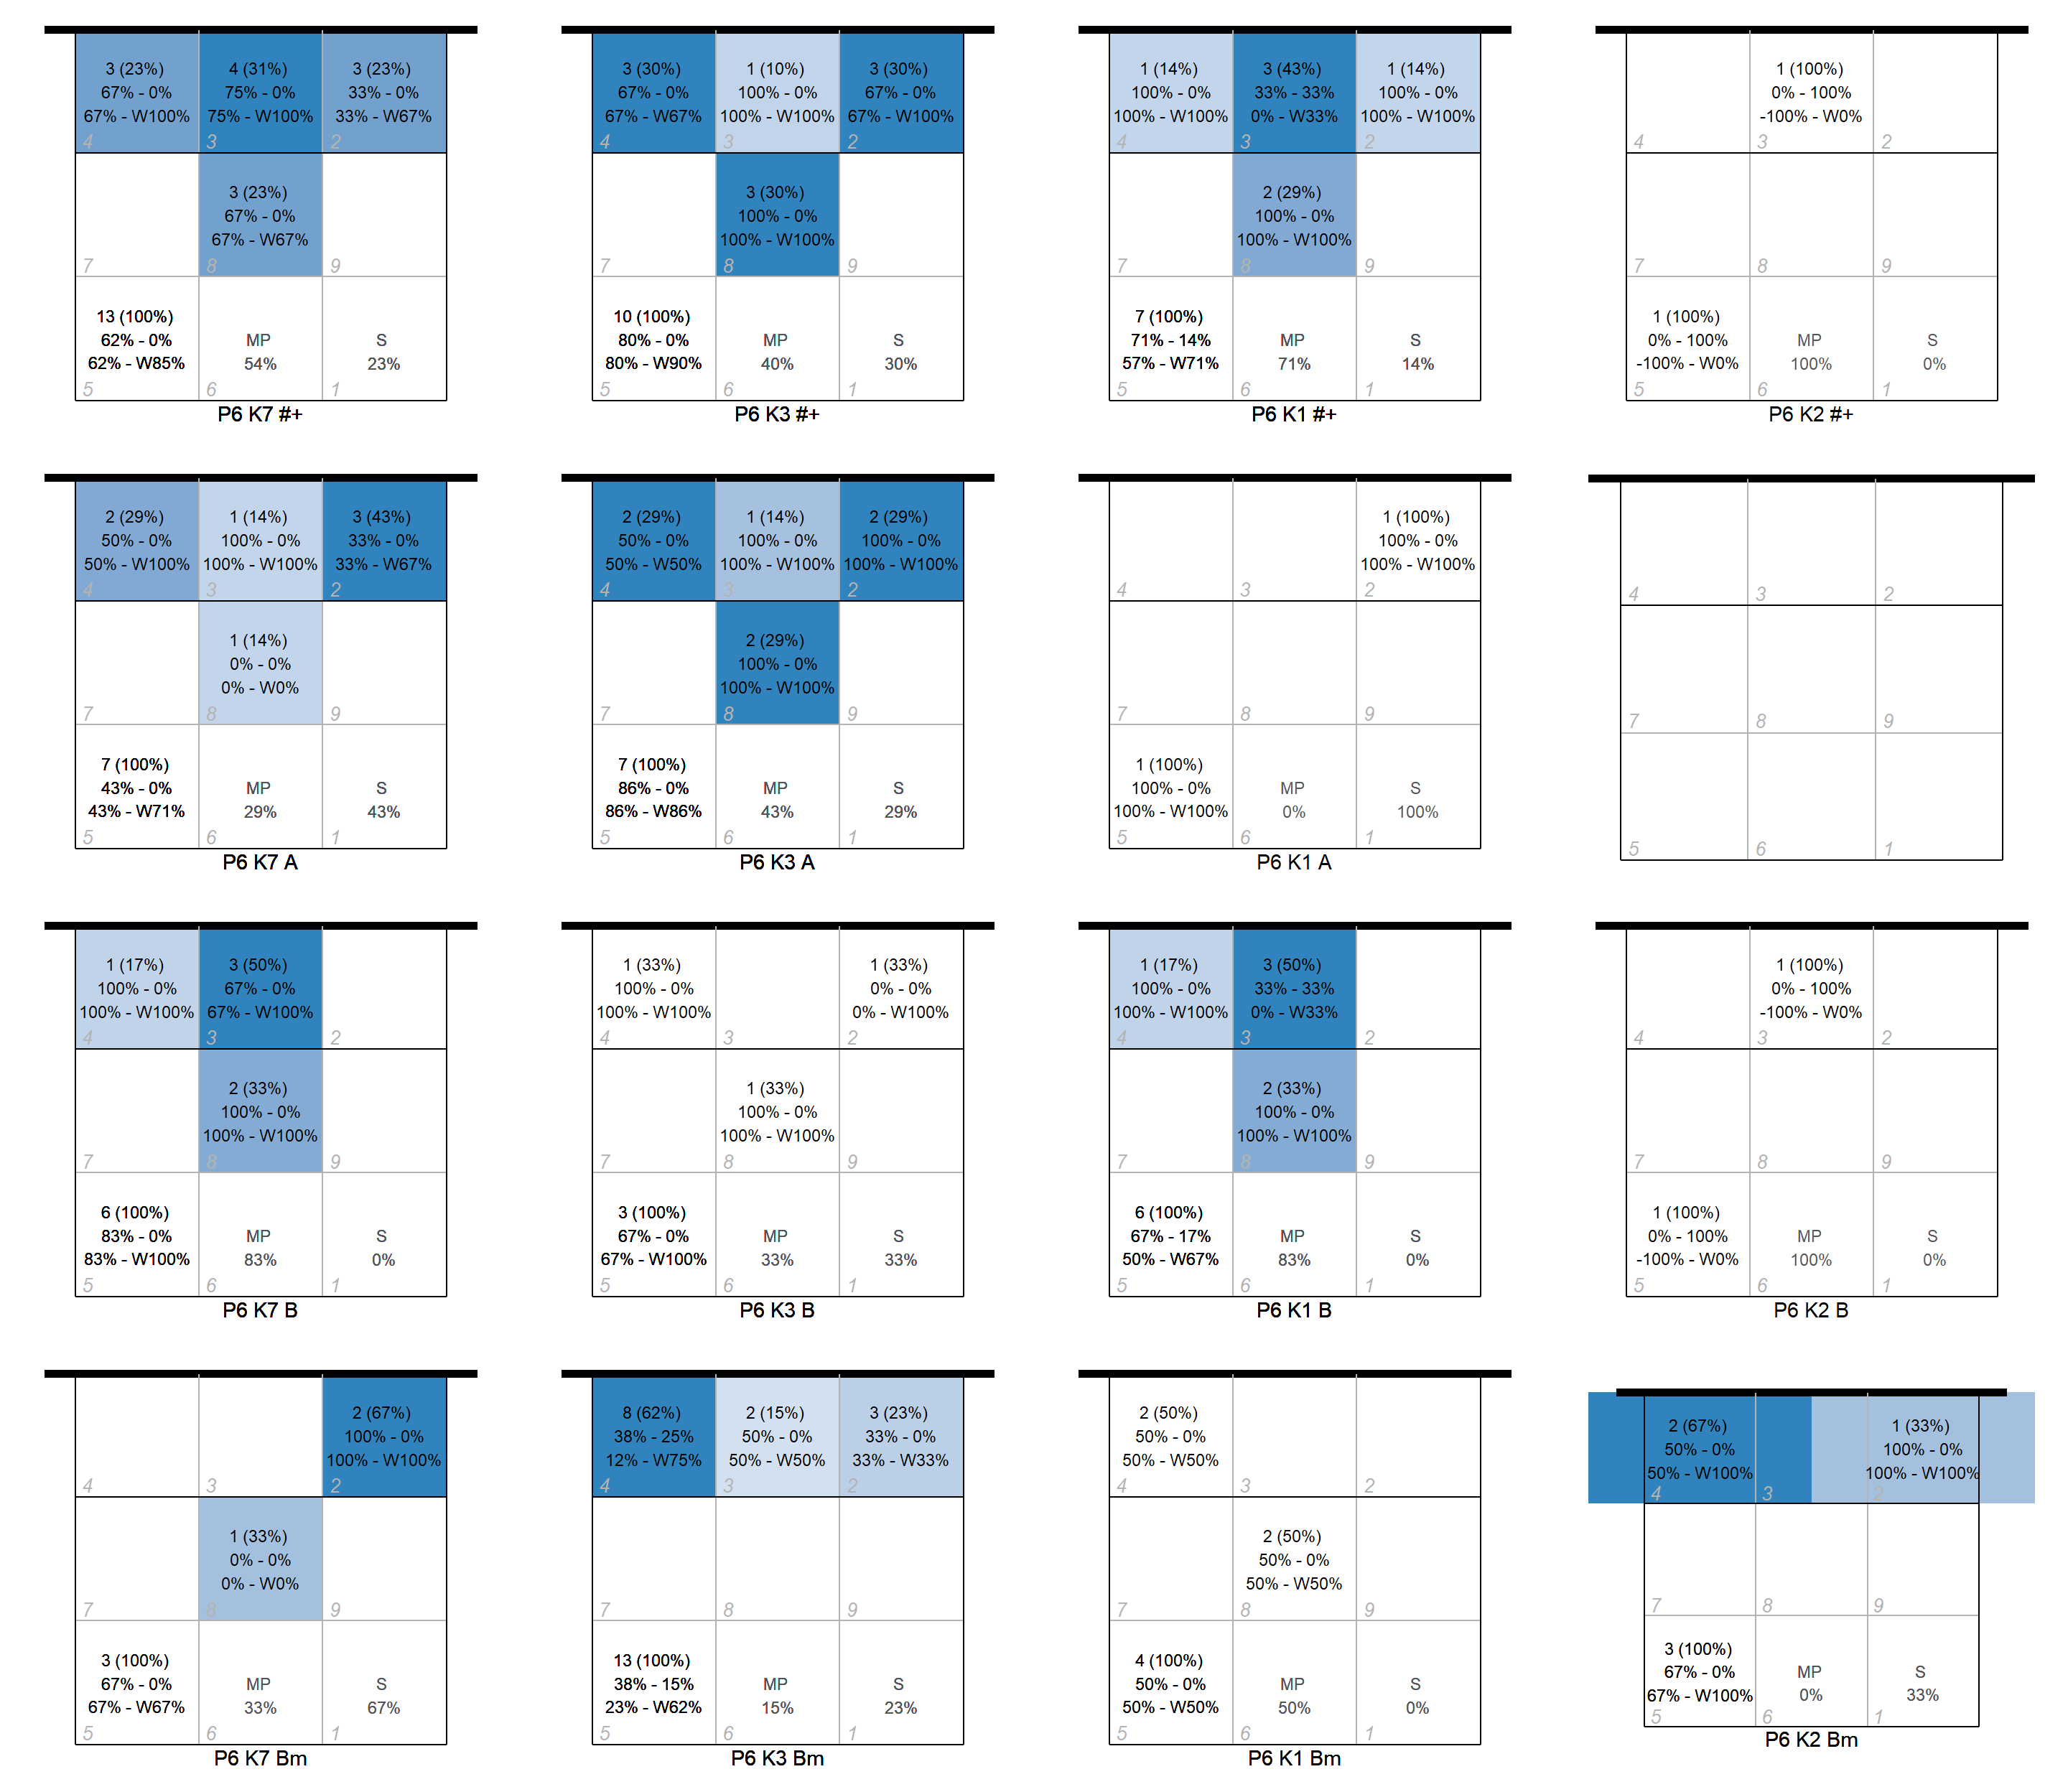 3 (23%)
67% - 0%
67% - W100%
4
4 (31%)
75% - 0%
75% - W100%
3
3 (23%)
33% - 0%
33% - W67%
2
7
3 (23%)
67% - 0%
67% - W67%
8
9
13 (100%)
62% - 0%
62% - W85%
5
MP
54%
6
S
23%
1
P6 K7 #+
3 (30%)
67% - 0%
67% - W67%
4
1 (10%)
100% - 0%
100% - W100%
3
3 (30%)
67% - 0%
67% - W100%
2
7
3 (30%)
100% - 0%
100% - W100%
8
9
10 (100%)
80% - 0%
80% - W90%
5
MP
40%
6
S
30%
1
P6 K3 #+
1 (14%)
100% - 0%
100% - W100%
4
3 (43%)
33% - 33%
0% - W33%
3
1 (14%)
100% - 0%
100% - W100%
2
7
2 (29%)
100% - 0%
100% - W100%
8
9
7 (100%)
71% - 14%
57% - W71%
5
MP
71%
6
S
14%
1
P6 K1 #+
4
1 (100%)
0% - 100%
-100% - W0%
3
2
7
8
9
1 (100%)
0% - 100%
-100% - W0%
5
MP
100%
6
S
0%
1
P6 K2 #+
2 (29%)
50% - 0%
50% - W100%
4
1 (14%)
100% - 0%
100% - W100%
3
3 (43%)
33% - 0%
33% - W67%
2
7
1 (14%)
0% - 0%
0% - W0%
8
9
7 (100%)
43% - 0%
43% - W71%
5
MP
29%
6
S
43%
1
P6 K7 A
2 (29%)
50% - 0%
50% - W50%
4
1 (14%)
100% - 0%
100% - W100%
3
2 (29%)
100% - 0%
100% - W100%
2
7
2 (29%)
100% - 0%
100% - W100%
8
9
7 (100%)
86% - 0%
86% - W86%
5
MP
43%
6
S
29%
1
P6 K3 A
4
3
1 (100%)
100% - 0%
100% - W100%
2
7
8
9
1 (100%)
100% - 0%
100% - W100%
5
MP
0%
6
S
100%
1
P6 K1 A
4
3
2
7
8
9
5
6
1
1 (17%)
100% - 0%
100% - W100%
4
3 (50%)
67% - 0%
67% - W100%
3
2
7
2 (33%)
100% - 0%
100% - W100%
8
9
6 (100%)
83% - 0%
83% - W100%
5
MP
83%
6
S
0%
1
P6 K7 B
1 (33%)
100% - 0%
100% - W100%
4
3
1 (33%)
0% - 0%
0% - W100%
2
7
1 (33%)
100% - 0%
100% - W100%
8
9
3 (100%)
67% - 0%
67% - W100%
5
MP
33%
6
S
33%
1
P6 K3 B
1 (17%)
100% - 0%
100% - W100%
4
3 (50%)
33% - 33%
0% - W33%
3
2
7
2 (33%)
100% - 0%
100% - W100%
8
9
6 (100%)
67% - 17%
50% - W67%
5
MP
83%
6
S
0%
1
P6 K1 B
4
1 (100%)
0% - 100%
-100% - W0%
3
2
7
8
9
1 (100%)
0% - 100%
-100% - W0%
5
MP
100%
6
S
0%
1
P6 K2 B
4
3
2 (67%)
100% - 0%
100% - W100%
2
7
1 (33%)
0% - 0%
0% - W0%
8
9
3 (100%)
67% - 0%
67% - W67%
5
MP
33%
6
S
67%
1
P6 K7 Bm
8 (62%)
38% - 25%
12% - W75%
4
2 (15%)
50% - 0%
50% - W50%
3
3 (23%)
33% - 0%
33% - W33%
2
7
8
9
13 (100%)
38% - 15%
23% - W62%
5
MP
15%
6
S
23%
1
P6 K3 Bm
2 (50%)
50% - 0%
50% - W50%
4
3
2
7
2 (50%)
50% - 0%
50% - W50%
8
9
4 (100%)
50% - 0%
50% - W50%
5
MP
50%
6
S
0%
1
P6 K1 Bm
2 (67%)
50% - 0%
50% - W100%
4
3
1 (33%)
100% - 0%
100% - W100%
2
7
8
9
3 (100%)
67% - 0%
67% - W100%
5
MP
0%
6
S
33%
1
P6 K2 Bm